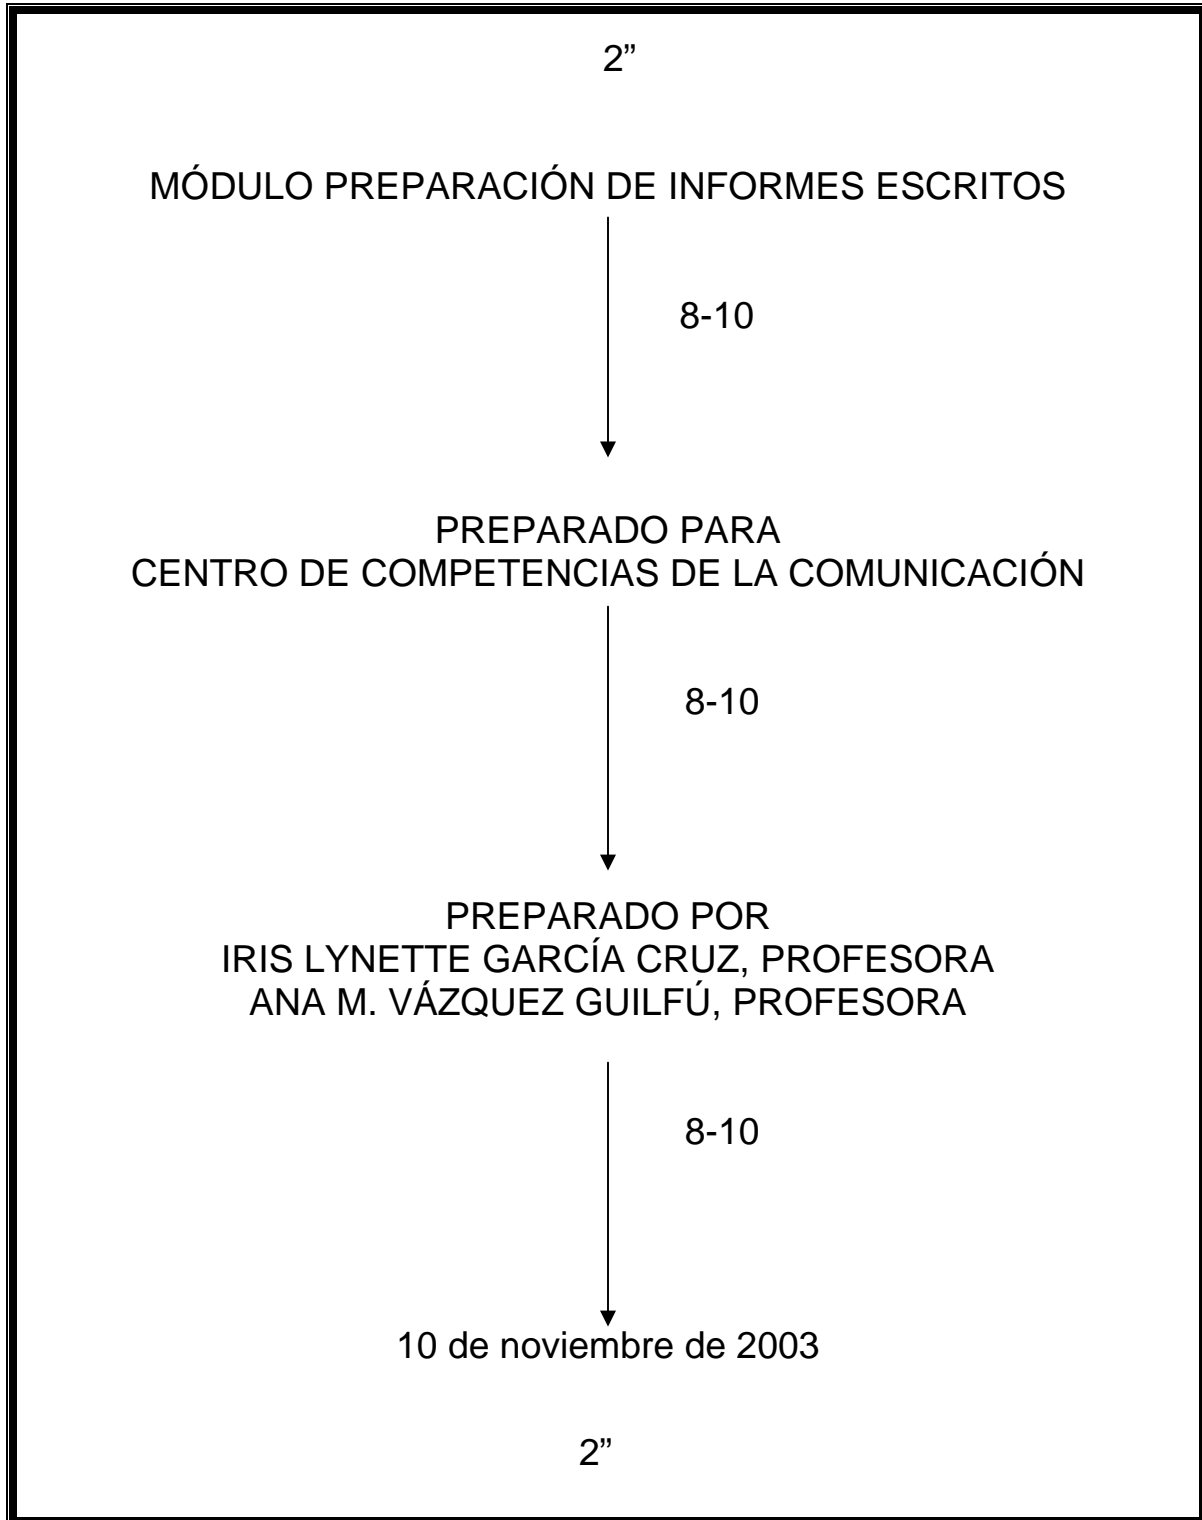 2”
MÓDULO PREPARACIÓN DE INFORMES ESCRITOS
8-10
PREPARADO PARA
CENTRO DE COMPETENCIAS DE LA COMUNICACIÓN
8-10
PREPARADO POR
IRIS LYNETTE GARCÍA CRUZ, PROFESORA
ANA M. VÁZQUEZ GUILFÚ, PROFESORA
8-10
10 de noviembre de 2003
2”